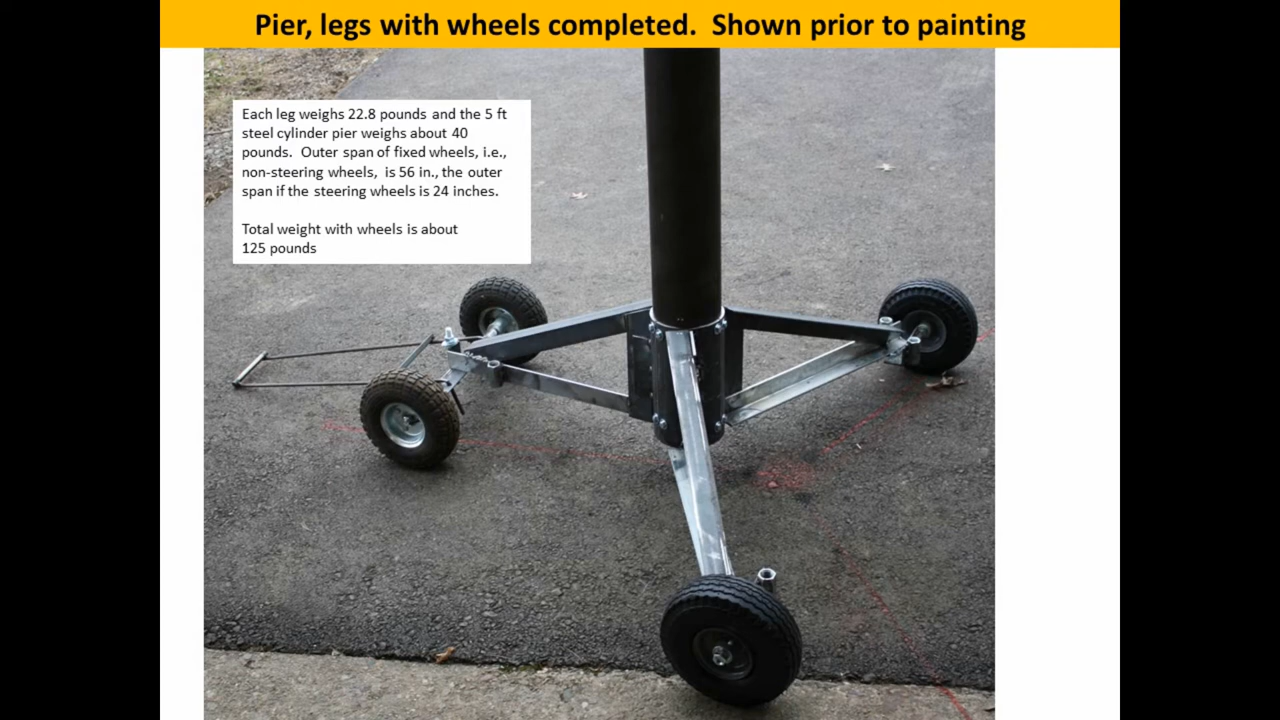 Pier, legs with wheels completed.  Shown prior to painting
Each leg weighs 22.8 pounds and the 5 ft
steel cylinder pier weighs about 40
pounds.  Outer span of fixed wheels, i.e.,
non-steering wheels,  is 56 in., the outer
span if the steering wheels is 24 inches.
Total weight with wheels is about
125 pounds